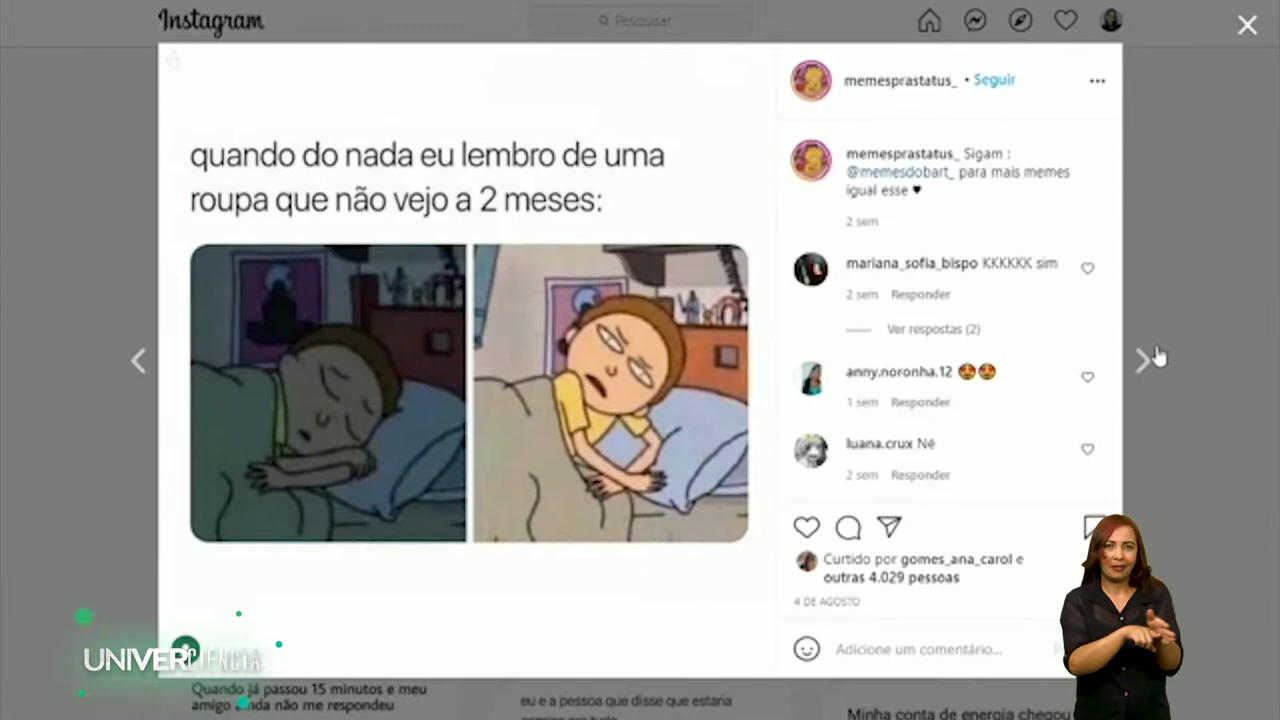 Instagram
Pesquisar
quando do nada eu lembro de uma
roupa que não vejo a 2 meses:
memesprastatus_ • Seguir
memesprastatus_ Sigam :
@memesdobart_ para mais memes
igual esse ♥
2 sem
mariana_sofia_bispo KKKKKK sim
2 sem Responder
Ver respostas (2)
anny.noronha.12 😍😍
1 sem Responder
luana.crux Né
2 sem Responder
Curtido por gomes_ana_carol e
outras 4.029 pessoas
4 DE AGOSTO
Adicione um comentário...
UNIVERCIÊNCIA
Quando já passou 15 minutos e meu
amigo ainda não me respondeu
eu e a pessoa que disse que estaria
Minha conta de energia chegou